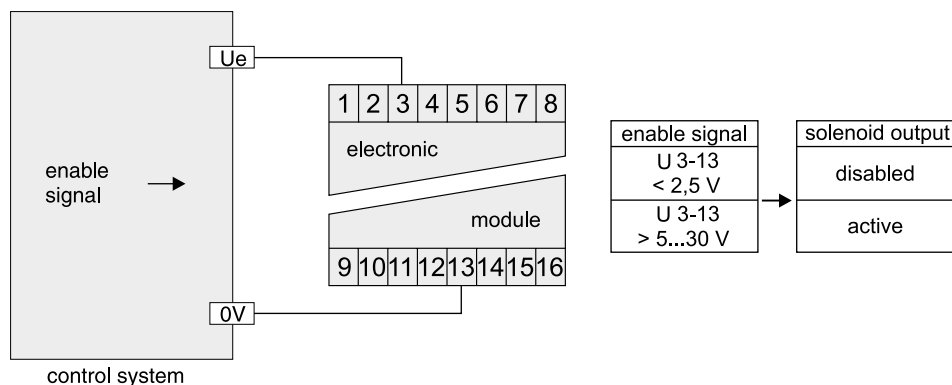 Ue
1 2 3 4 5 6 7 8
electronic
enable
signal
module
9 10 11 12 13 14 15 16
0V
control system
enable signal
U 3-13
< 2,5 V
U 3-13
> 5...30 V
solenoid output
disabled
active